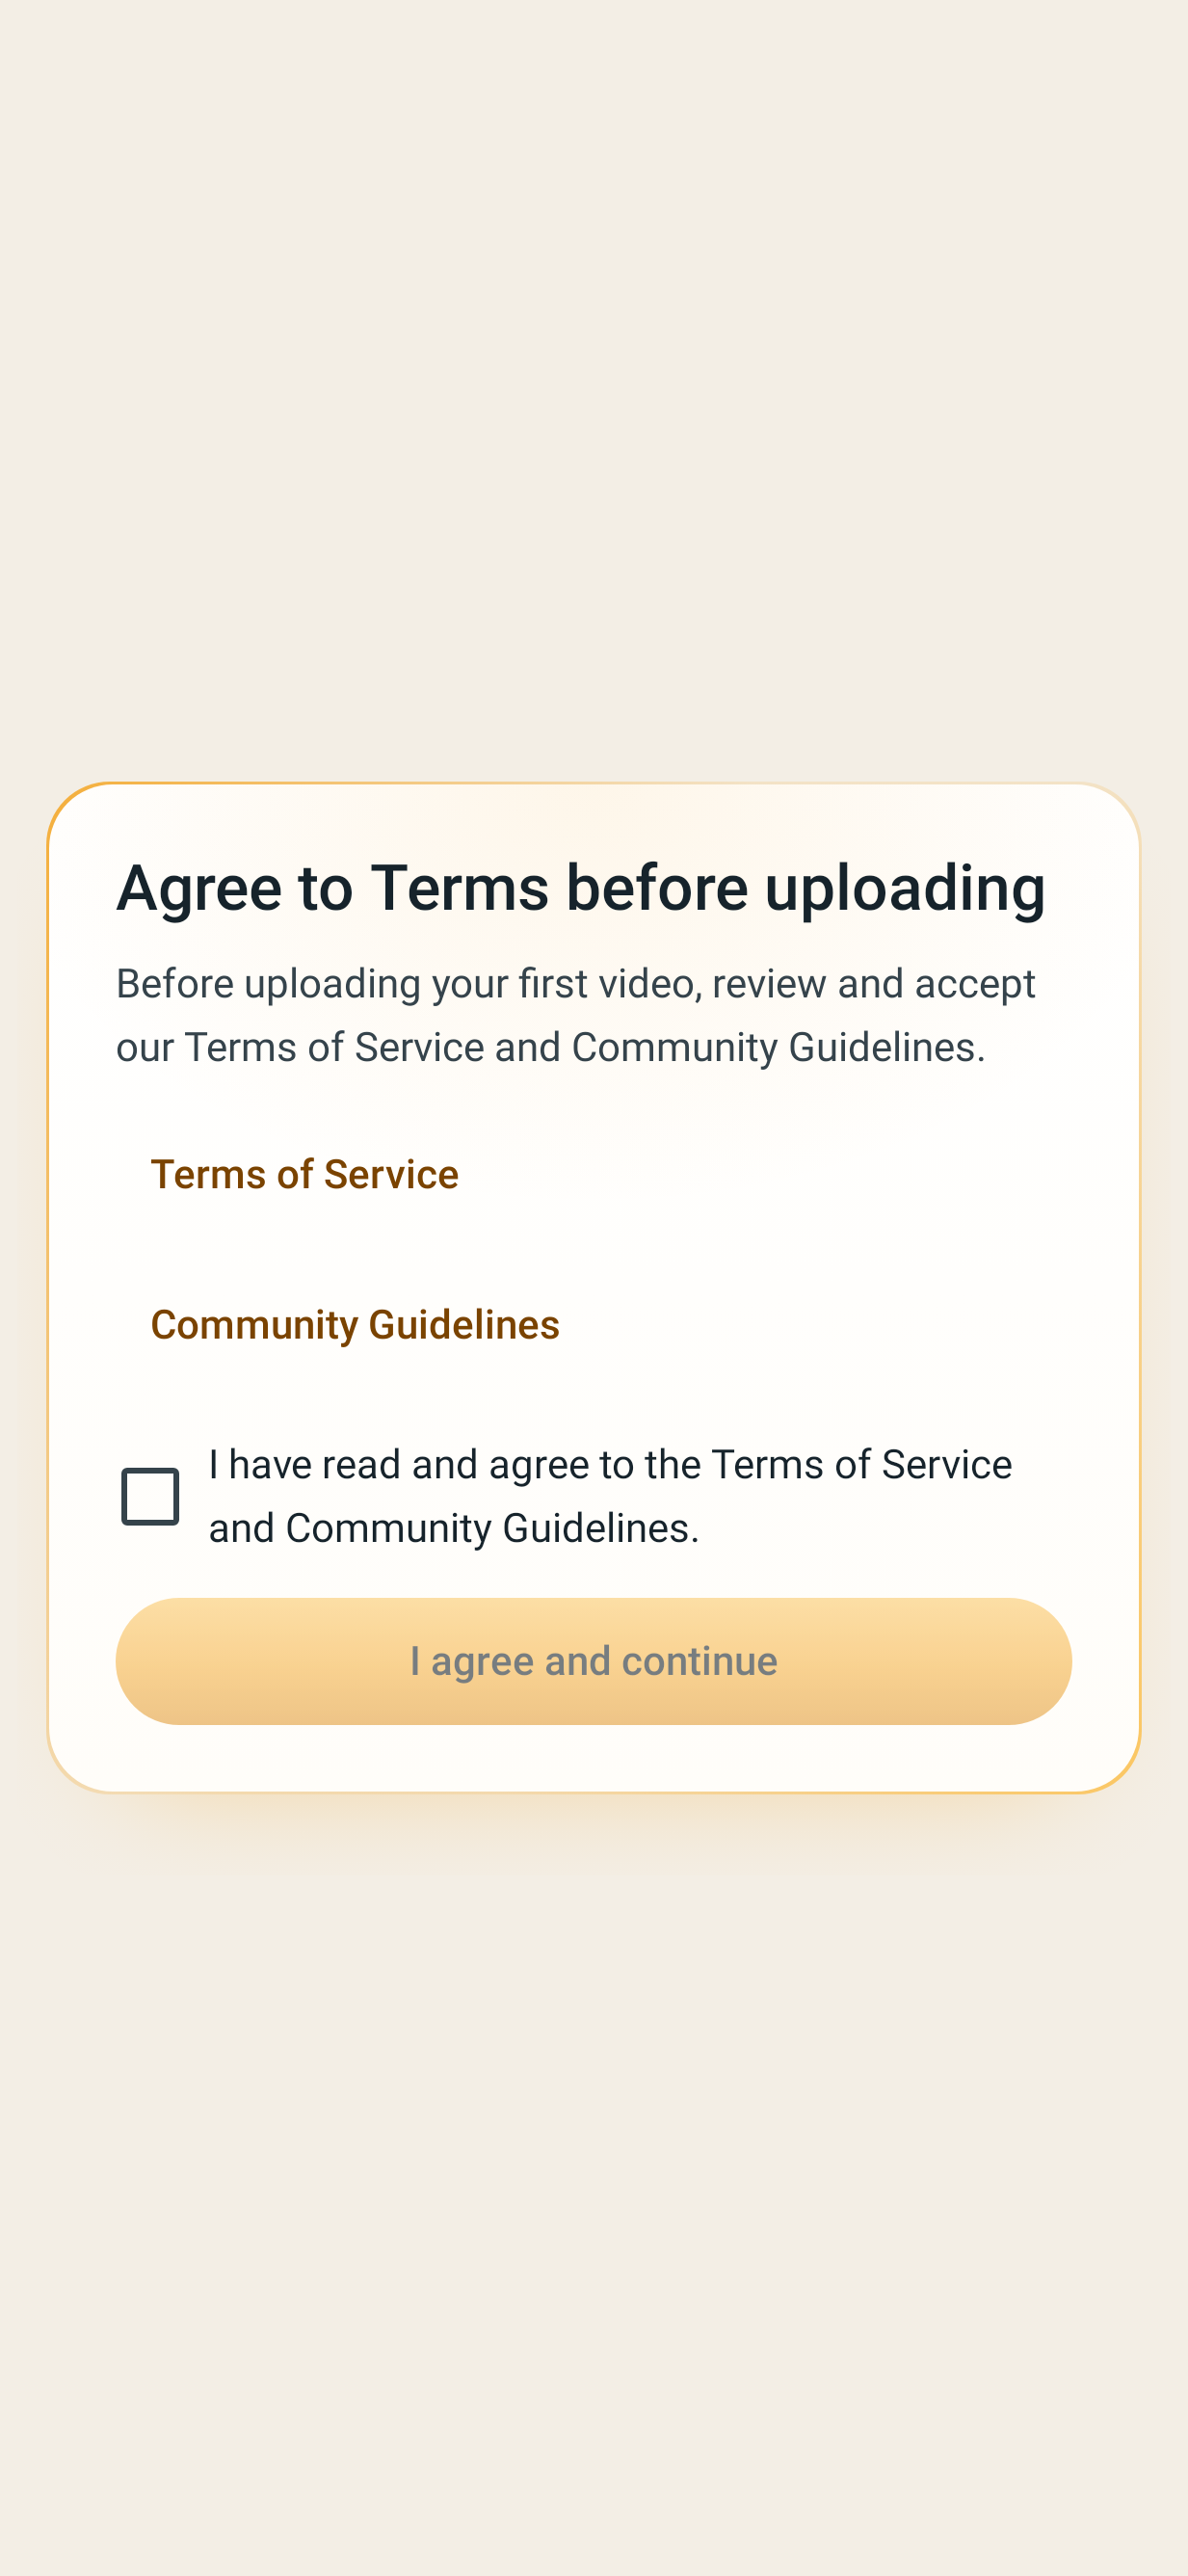 Agree to Terms before uploading
Before uploading your first video, review and accept
our Terms of Service and Community Guidelines.
Terms of Service
Community Guidelines
I have read and agree to the Terms of Service
and Community Guidelines.
I agree and continue